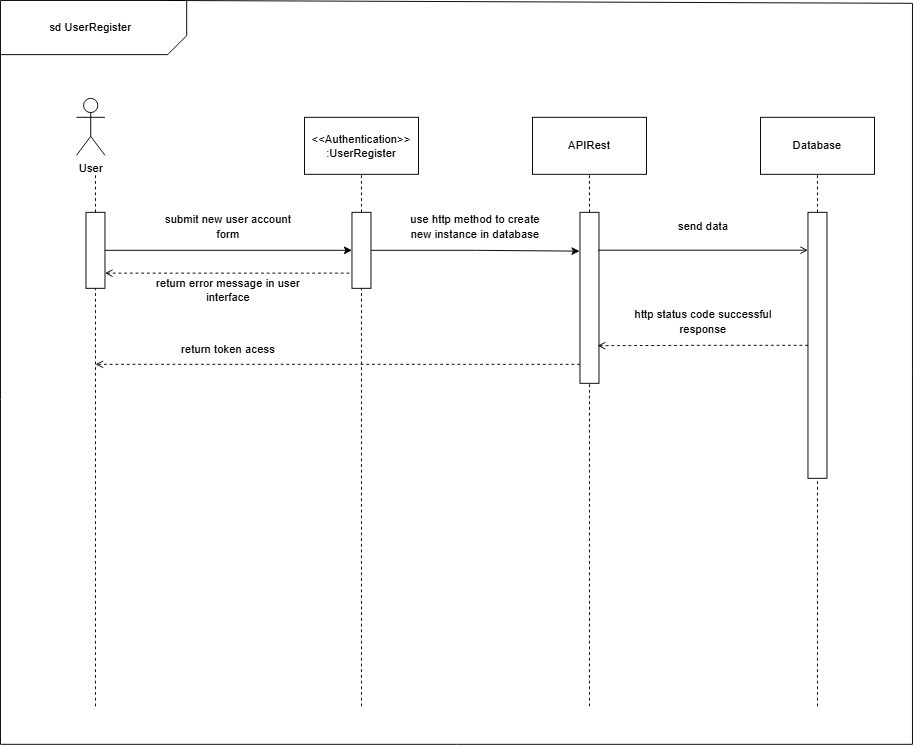 sd UserRegister
User
<<Authentication>>
:UserRegister
APIRest
Database
submit new user account
form
use http method to create
new instance in database
send data
return error message in user
interface
http status code successful
response
return token acess